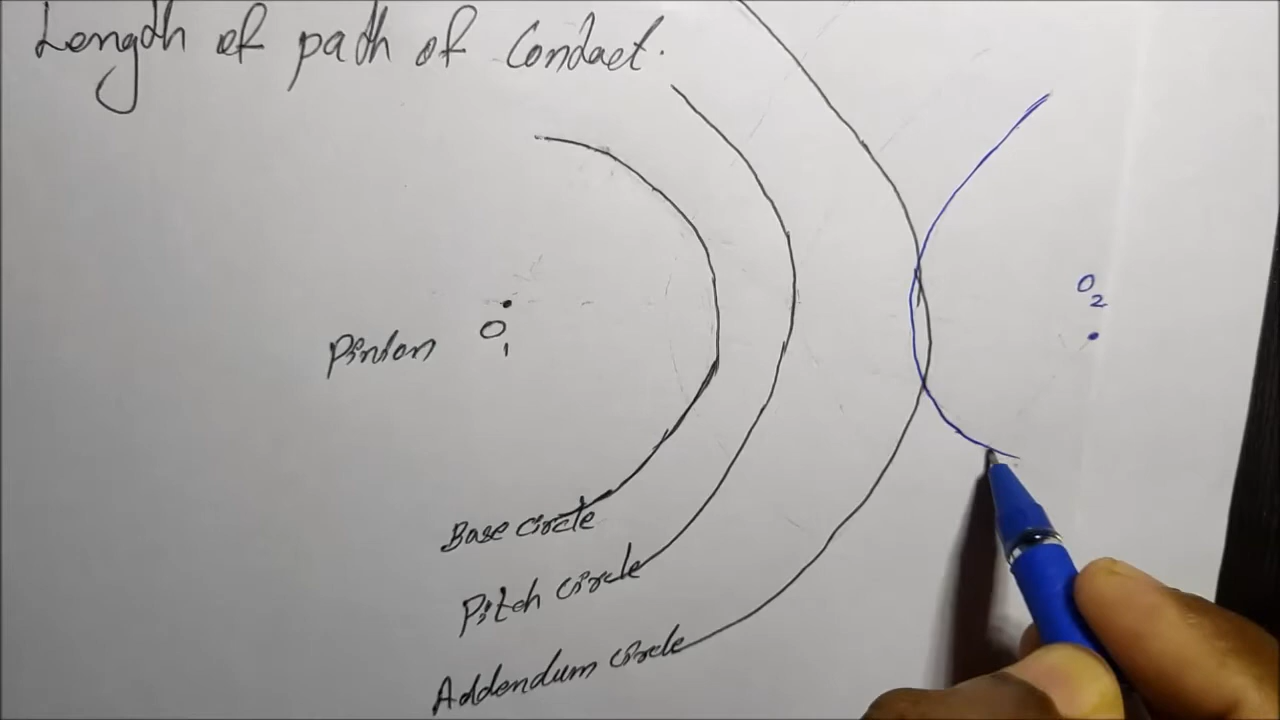 Length of path of Contact.
O2
Pinion O1
Base circle
Pitch circle
Addendum circle